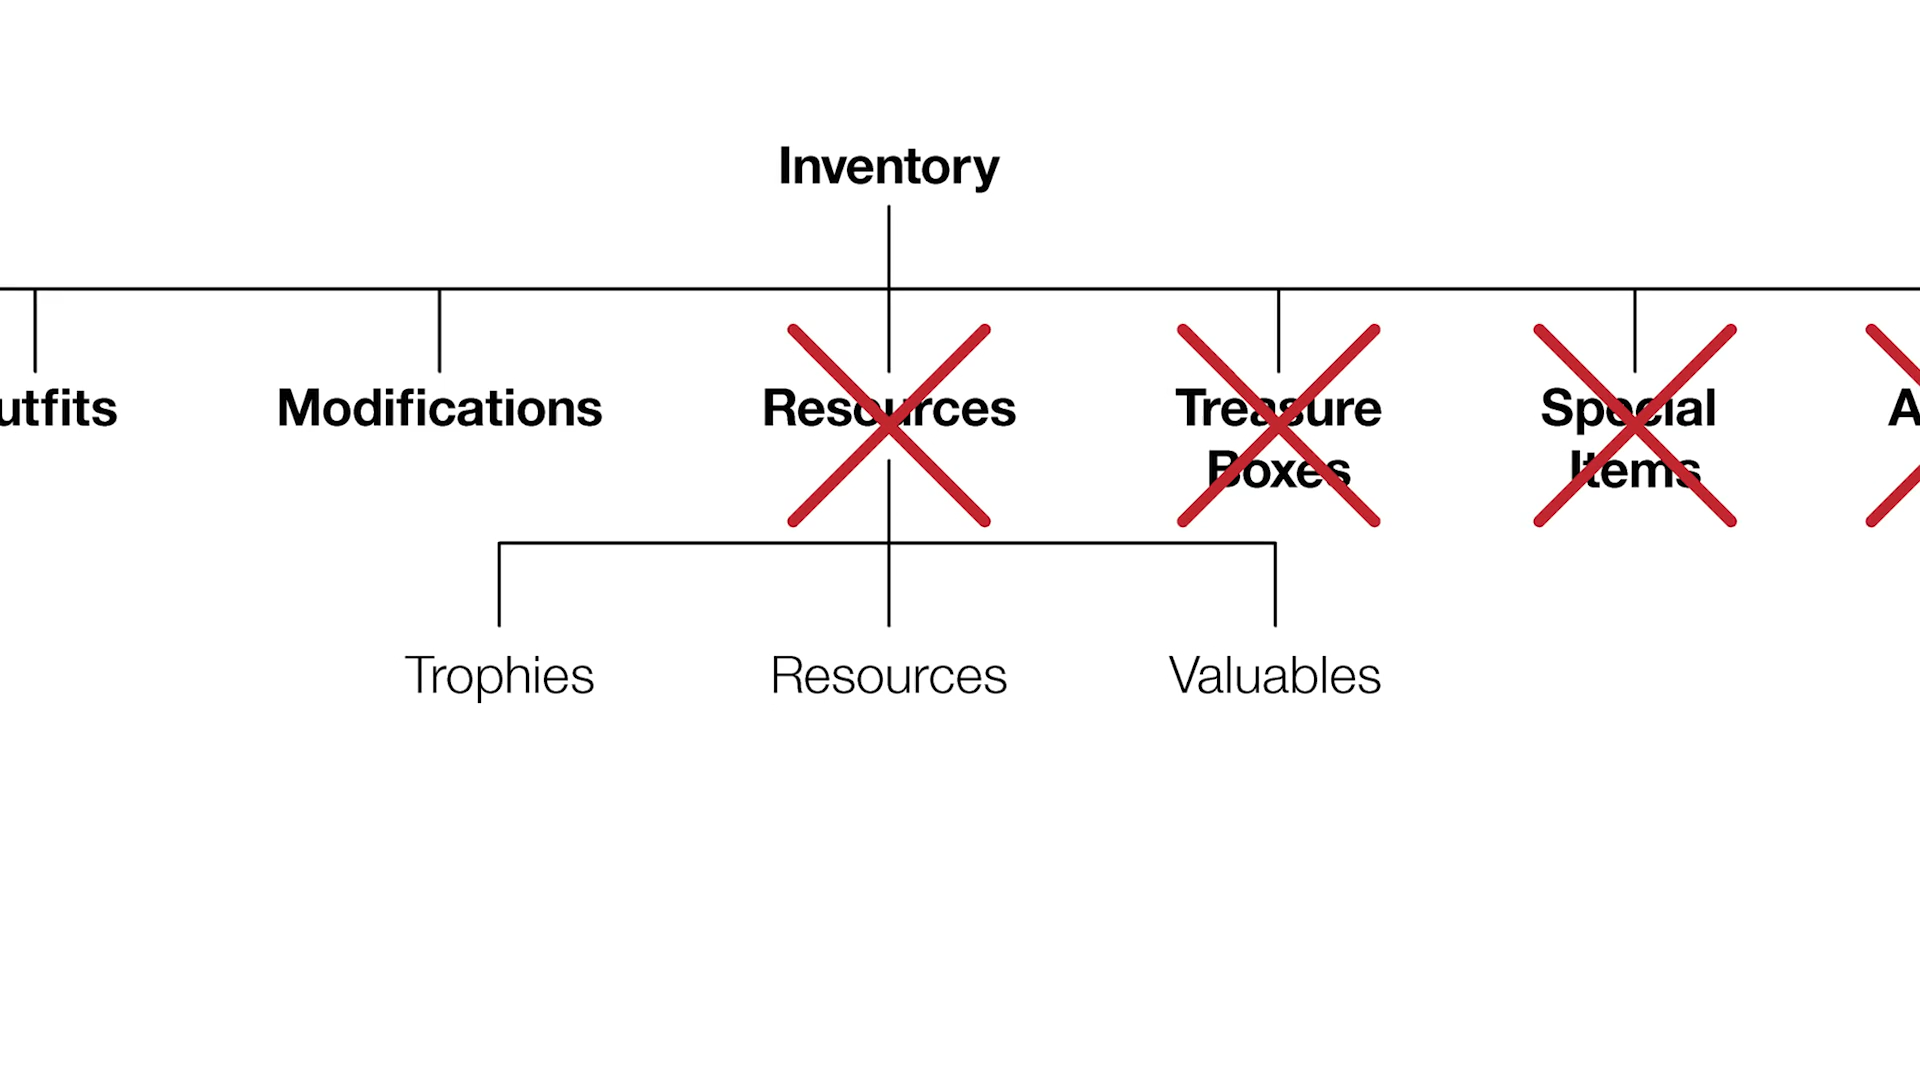 Inventory
utfits Modifications Resources Treasure Special A
Boxes Items
Trophies Resources Valuables